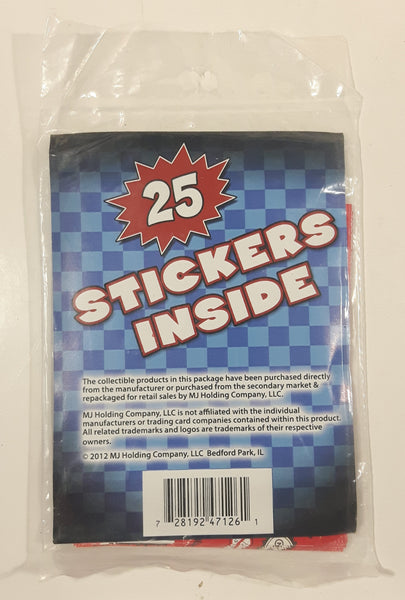 25
STICKERS
INSIDE
The collectible products in this package have been purchased directly
from the manufacturer or purchased from the secondary market &
repackaged for retail sales by MJ Holding Company, LLC.
MJ Holding Company, LLC is not affiliated with the individual
manufacturers or trading card companies contained within this product.
All related trademarks and logos are trademarks of their respective
owners.
© 2012 MJ Holding Company, LLC Bedford Park, IL
7 28192 47126 1